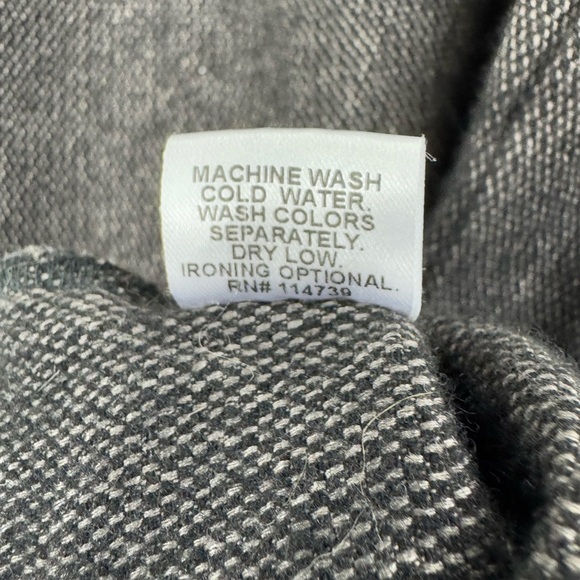 MACHINE WASH
COLD WATER.
WASH COLORS
SEPARATELY.
DRY LOW.
IRONING OPTIONAL.
RN# 114739